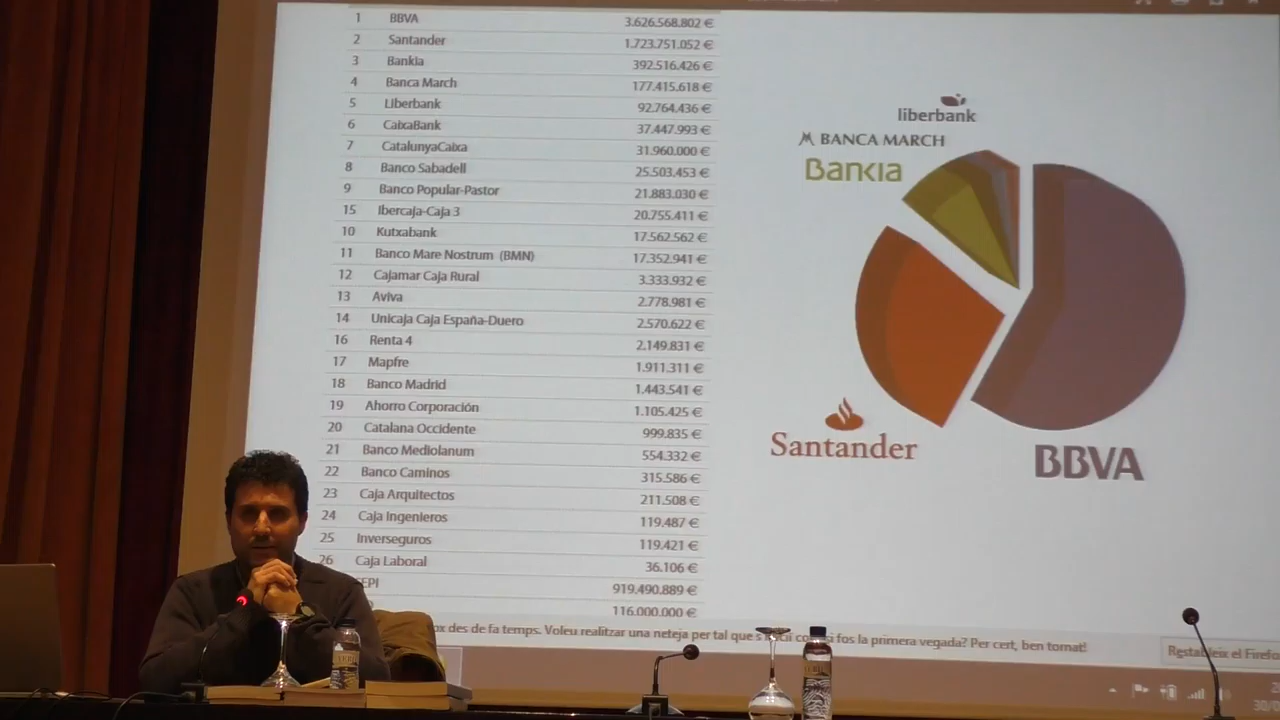 1 BBVA 3.626.568.802 €
2 Santander 1.723.751.052 €
3 Bankia 392.516.426 €
4 Banca March 177.415.618 €
5 Liberbank 92.764.436 €
6 CaixaBank 37.447.993 €
7 CatalunyaCaixa 31.960.000 €
8 Banco Sabadell 25.503.453 €
9 Banco Popular-Pastor 21.883.030 €
15 Ibercaja-Caja 3 20.755.411 €
10 Kutxabank 17.562.562 €
11 Banco Mare Nostrum (BMN) 17.352.941 €
12 Cajamar Caja Rural 3.333.932 €
13 Aviva 2.778.981 €
14 Unicaja Caja España-Duero 2.570.622 €
16 Renta 4 2.149.831 €
17 Mapfre 1.911.311 €
18 Banco Madrid 1.443.541 €
19 Ahorro Corporación 1.105.425 €
20 Catalana Occidente 999.835 €
21 Banco Mediolanum 554.332 €
22 Banco Caminos 315.586 €
23 Caja Arquitectos 211.508 €
24 Caja Ingenieros 119.487 €
25 Inverseguros 119.421 €
26 Caja Laboral 36.106 €
EPI 919.490.889 €
116.000.000 €
liberbank
BANCA MARCH
Bankia
Santander
BBVA
des de fa temps. Voleu realitzar una neteja per tal que fos la primera vegada? Per cert, ben tornat!
Restableix el Firefo
30/